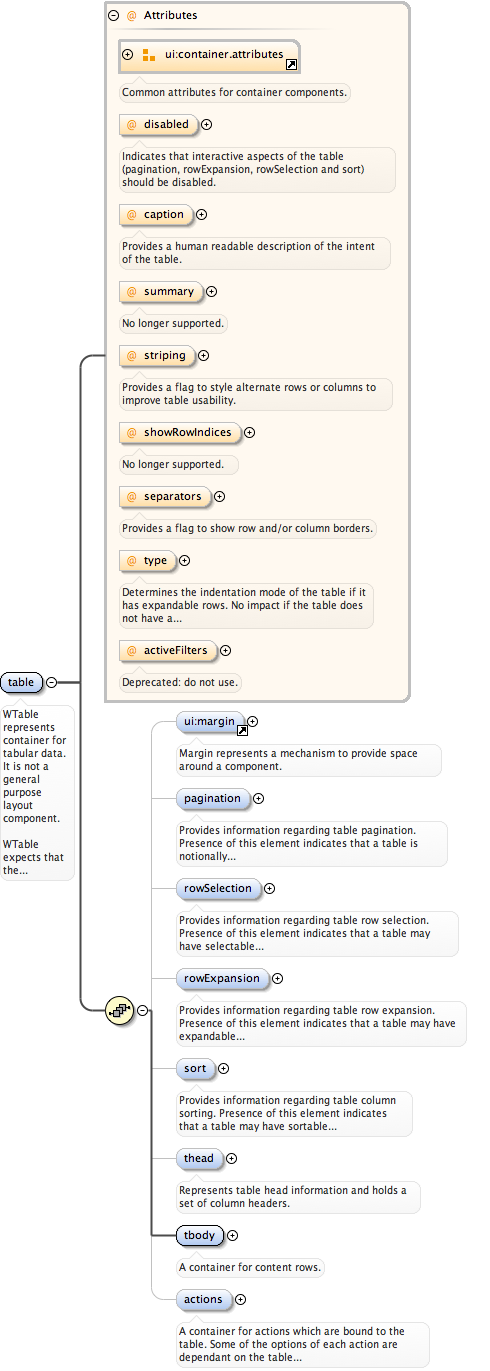 @ Attributes
ui:container.attributes
Common attributes for container components.
@ disabled
Indicates that interactive aspects of the table
(pagination, rowExpansion, rowSelection and sort)
should be disabled.
@ caption
Provides a human readable description of the intent
of the table.
@ summary
No longer supported.
@ striping
Provides a flag to style alternate rows or columns to
improve table usability.
@ showRowIndices
No longer supported.
@ separators
Provides a flag to show row and/or column borders.
@ type
Determines the indentation mode of the table if it
has expandable rows. No impact if the table does
not have a...
@ activeFilters
Deprecated: do not use.
table
WTable
represents
container for
tabular data.
It is not a
general
purpose
layout
component.
WTable
expects that
the...
ui:margin
Margin represents a mechanism to provide space
around a component.
pagination
Provides information regarding table pagination.
Presence of this element indicates that a table is
notionally...
rowSelection
Provides information regarding table row selection.
Presence of this element indicates that a table may
have selectable...
rowExpansion
Provides information regarding table row expansion.
Presence of this element indicates that a table may have
expandable...
sort
Provides information regarding table column
sorting. Presence of this element indicates
that a table may have sortable...
thead
Represents table head information and holds a
set of column headers.
tbody
A container for content rows.
actions
A container for actions which are bound to the
table. Some of the options of each action are
dependant on the table...